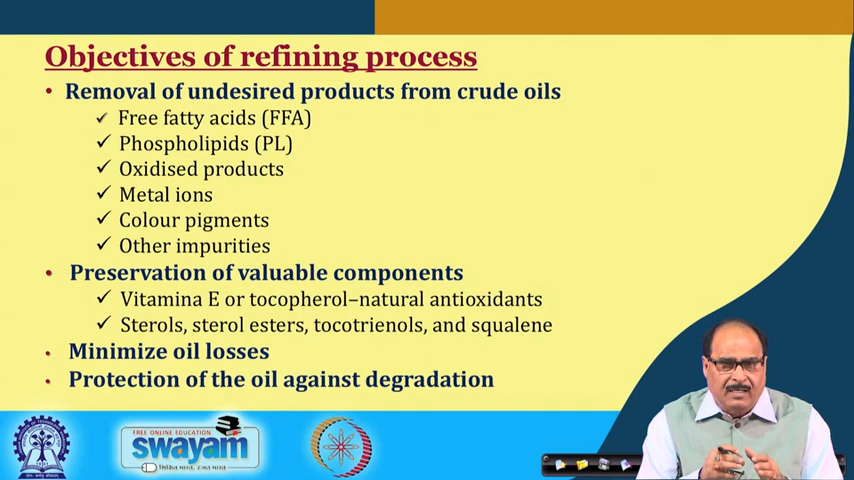 Objectives of refining process
• Removal of undesired products from crude oils
✓ Free fatty acids (FFA)
✓ Phospholipids (PL)
✓ Oxidised products
✓ Metal ions
✓ Colour pigments
✓ Other impurities
• Preservation of valuable components
✓ Vitamina E or tocopherol–natural antioxidants
✓ Sterols, sterol esters, tocotrienols, and squalene
• Minimize oil losses
• Protection of the oil against degradation
FREE ONLINE EDUCATION
swayam